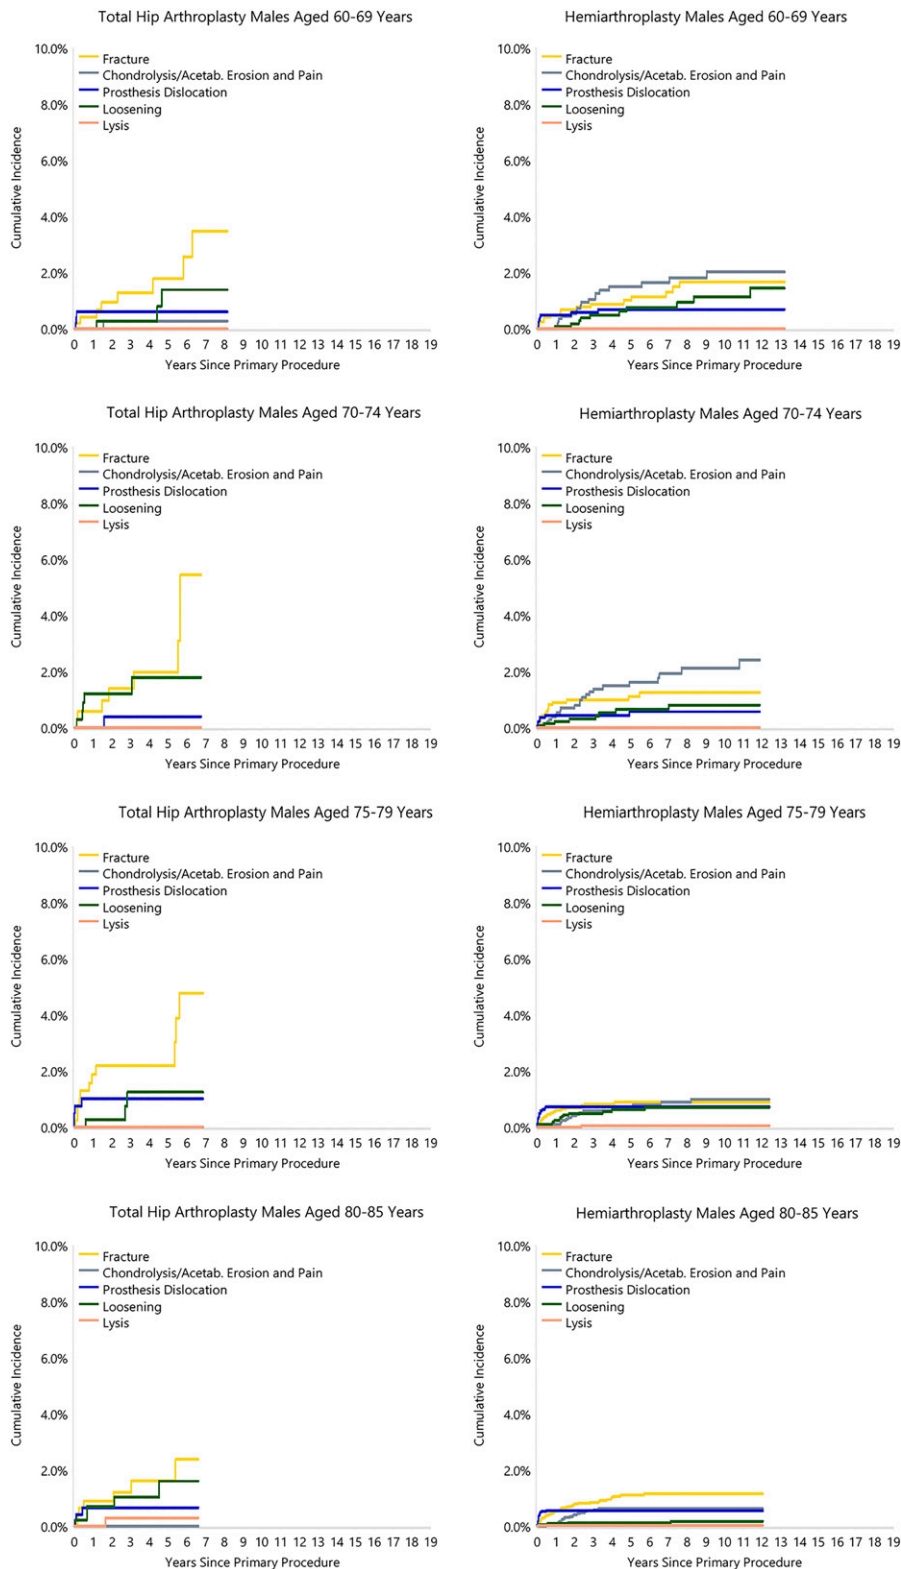 Total Hip Arthroplasty Males Aged 60-69 Years
10.0%
8.0%
6.0%
4.0%
2.0%
0.0%
Cumulative Incidence
Fracture
Chondrolysis/Acetab. Erosion and Pain
Prosthesis Dislocation
Loosening
Lysis
0 1 2 3 4 5 6 7 8 9 10 11 12 13 14 15 16 17 18 19
Years Since Primary Procedure
Hemiarthroplasty Males Aged 60-69 Years
10.0%
8.0%
6.0%
4.0%
2.0%
0.0%
Cumulative Incidence
Fracture
Chondrolysis/Acetab. Erosion and Pain
Prosthesis Dislocation
Loosening
Lysis
0 1 2 3 4 5 6 7 8 9 10 11 12 13 14 15 16 17 18 19
Years Since Primary Procedure
Total Hip Arthroplasty Males Aged 70-74 Years
10.0%
8.0%
6.0%
4.0%
2.0%
0.0%
Cumulative Incidence
Fracture
Chondrolysis/Acetab. Erosion and Pain
Prosthesis Dislocation
Loosening
Lysis
0 1 2 3 4 5 6 7 8 9 10 11 12 13 14 15 16 17 18 19
Years Since Primary Procedure
Hemiarthroplasty Males Aged 70-74 Years
10.0%
8.0%
6.0%
4.0%
2.0%
0.0%
Cumulative Incidence
Fracture
Chondrolysis/Acetab. Erosion and Pain
Prosthesis Dislocation
Loosening
Lysis
0 1 2 3 4 5 6 7 8 9 10 11 12 13 14 15 16 17 18 19
Years Since Primary Procedure
Total Hip Arthroplasty Males Aged 75-79 Years
10.0%
8.0%
6.0%
4.0%
2.0%
0.0%
Cumulative Incidence
Fracture
Chondrolysis/Acetab. Erosion and Pain
Prosthesis Dislocation
Loosening
Lysis
0 1 2 3 4 5 6 7 8 9 10 11 12 13 14 15 16 17 18 19
Years Since Primary Procedure
Hemiarthroplasty Males Aged 75-79 Years
10.0%
8.0%
6.0%
4.0%
2.0%
0.0%
Cumulative Incidence
Fracture
Chondrolysis/Acetab. Erosion and Pain
Prosthesis Dislocation
Loosening
Lysis
0 1 2 3 4 5 6 7 8 9 10 11 12 13 14 15 16 17 18 19
Years Since Primary Procedure
Total Hip Arthroplasty Males Aged 80-85 Years
10.0%
8.0%
6.0%
4.0%
2.0%
0.0%
Cumulative Incidence
Fracture
Chondrolysis/Acetab. Erosion and Pain
Prosthesis Dislocation
Loosening
Lysis
0 1 2 3 4 5 6 7 8 9 10 11 12 13 14 15 16 17 18 19
Years Since Primary Procedure
Hemiarthroplasty Males Aged 80-85 Years
10.0%
8.0%
6.0%
4.0%
2.0%
0.0%
Cumulative Incidence
Fracture
Chondrolysis/Acetab. Erosion and Pain
Prosthesis Dislocation
Loosening
Lysis
0 1 2 3 4 5 6 7 8 9 10 11 12 13 14 15 16 17 18 19
Years Since Primary Procedure